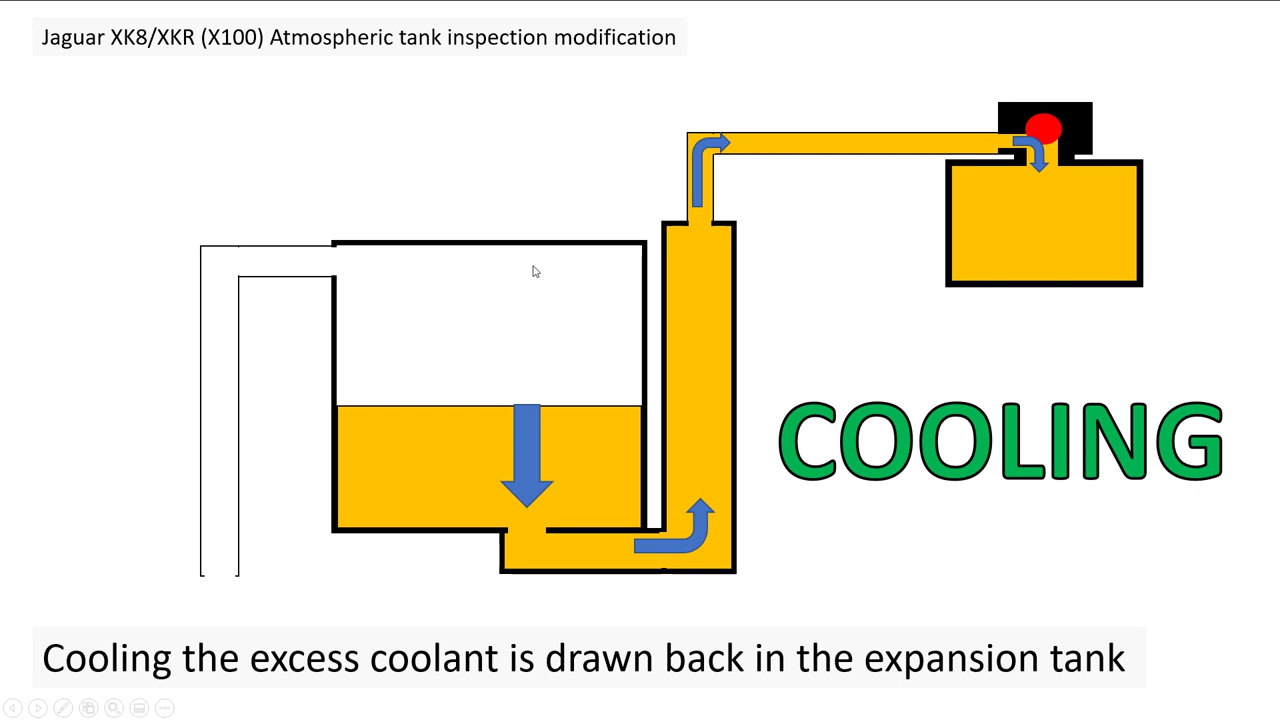 Jaguar XK8/XKR (X100) Atmospheric tank inspection modification
COOLING
Cooling the excess coolant is drawn back in the expansion tank